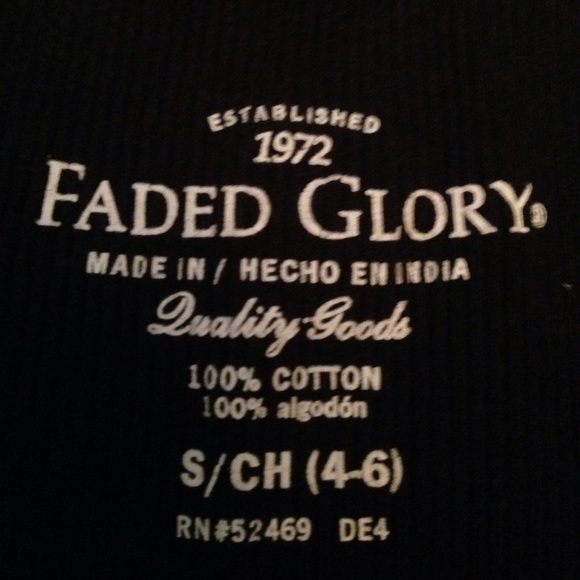 ESTABLISHED
1972
FADED GLORY®
MADE IN / HECHO EN INDIA
Quality Goods
100% COTTON
100% algodón
S/CH (4-6)
RN#52469 DE4